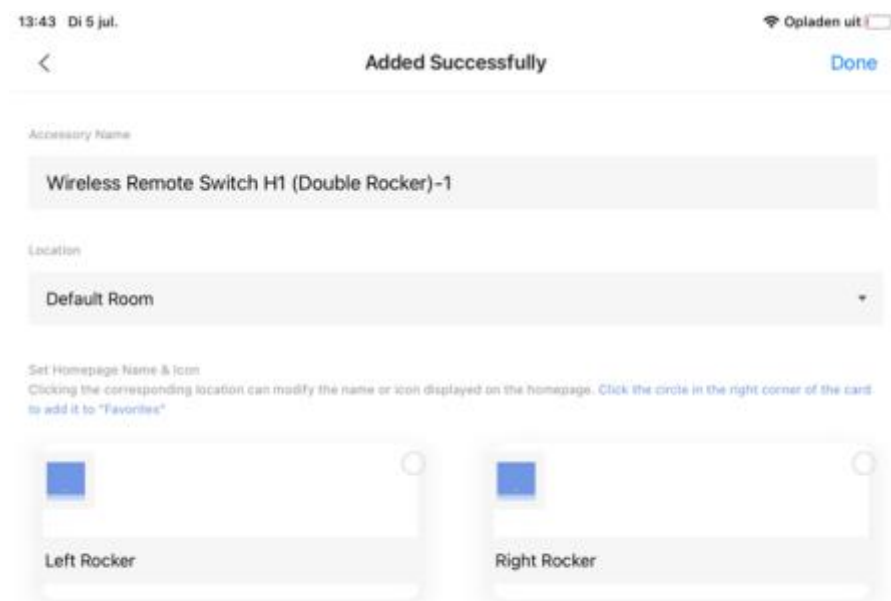 13:43 Di 5 jul.
Opladen uit
Added Successfully
Done
Accessory Name
Wireless Remote Switch H1 (Double Rocker)-1
Location
Default Room
Set Homepage Name & Icon
Clicking the corresponding location can modify the name or icon displayed on the homepage. Click the circle in the right corner of the card
to add it to "Favorites"
Left Rocker
Right Rocker